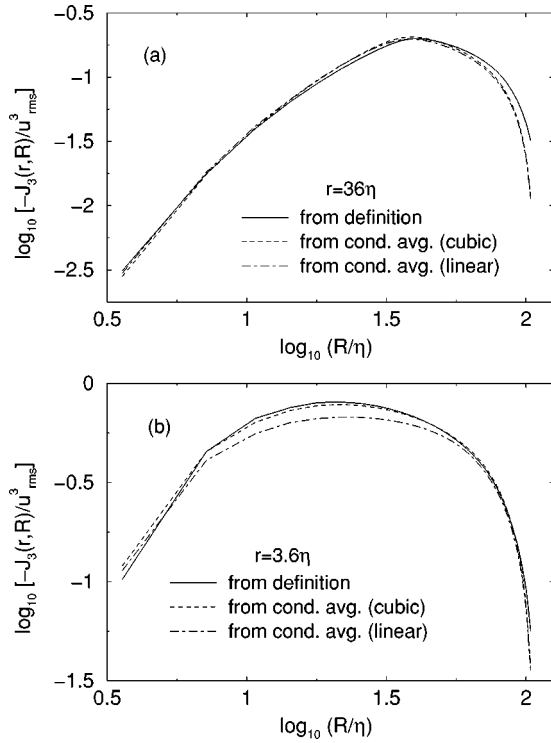 −0.5
(a)
−1
−1.5
−2
−2.5
log₁₀ [−J₃(r,R)/u³ᵣₘₛ]
r=36η
from definition
from cond. avg. (cubic)
from cond. avg. (linear)
0.5
1
1.5
2
log₁₀ (R/η)
0
(b)
−0.5
−1
−1.5
log₁₀ [−J₃(r,R)/u³ᵣₘₛ]
r=3.6η
from definition
from cond. avg. (cubic)
from cond. avg. (linear)
0.5
1
1.5
2
log₁₀ (R/η)